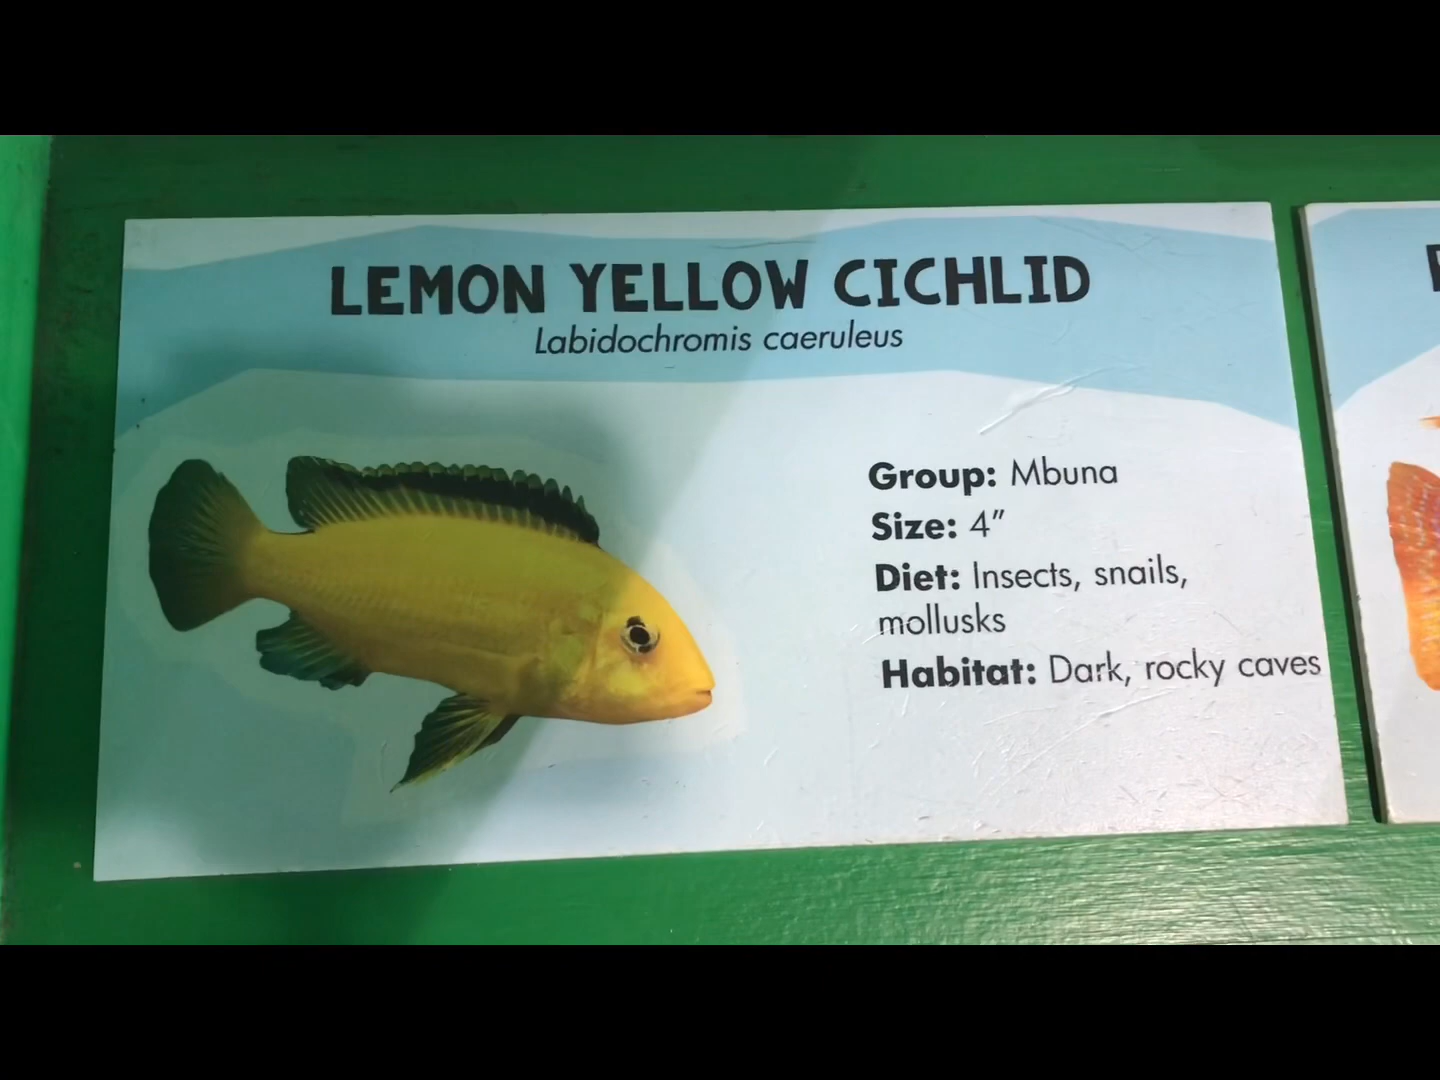 LEMON YELLOW CICHLID
Labidochromis caeruleus
Group: Mbuna
Size: 4"
Diet: Insects, snails,
mollusks
Habitat: Dark, rocky caves